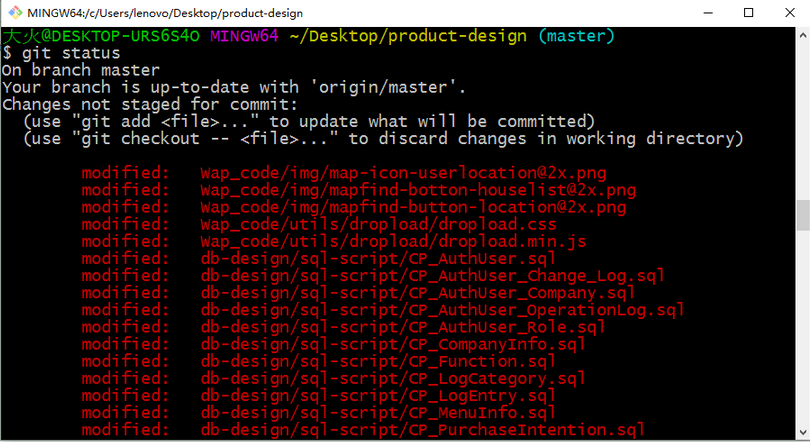 MINGW64:/c/Users/lenovo/Desktop/product-design
大火@DESKTOP-URS6S4O MINGW64 ~/Desktop/product-design (master)
$ git status
On branch master
Your branch is up-to-date with 'origin/master'.
Changes not staged for commit:
  (use "git add <file>..." to update what will be committed)
  (use "git checkout -- <file>..." to discard changes in working directory)
        modified:   Wap_code/img/map-icon-userlocation@2x.png
        modified:   Wap_code/img/mapfind-botton-houselist@2x.png
        modified:   Wap_code/img/mapfind-button-location@2x.png
        modified:   Wap_code/utils/dropload/dropload.css
        modified:   Wap_code/utils/dropload/dropload.min.js
        modified:   db-design/sql-script/CP_AuthUser.sql
        modified:   db-design/sql-script/CP_AuthUser_Change_Log.sql
        modified:   db-design/sql-script/CP_AuthUser_Company.sql
        modified:   db-design/sql-script/CP_AuthUser_OperationLog.sql
        modified:   db-design/sql-script/CP_AuthUser_Role.sql
        modified:   db-design/sql-script/CP_CompanyInfo.sql
        modified:   db-design/sql-script/CP_Function.sql
        modified:   db-design/sql-script/CP_LogCategory.sql
        modified:   db-design/sql-script/CP_LogEntry.sql
        modified:   db-design/sql-script/CP_MenuInfo.sql
        modified:   db-design/sql-script/CP_PurchaseIntention.sql